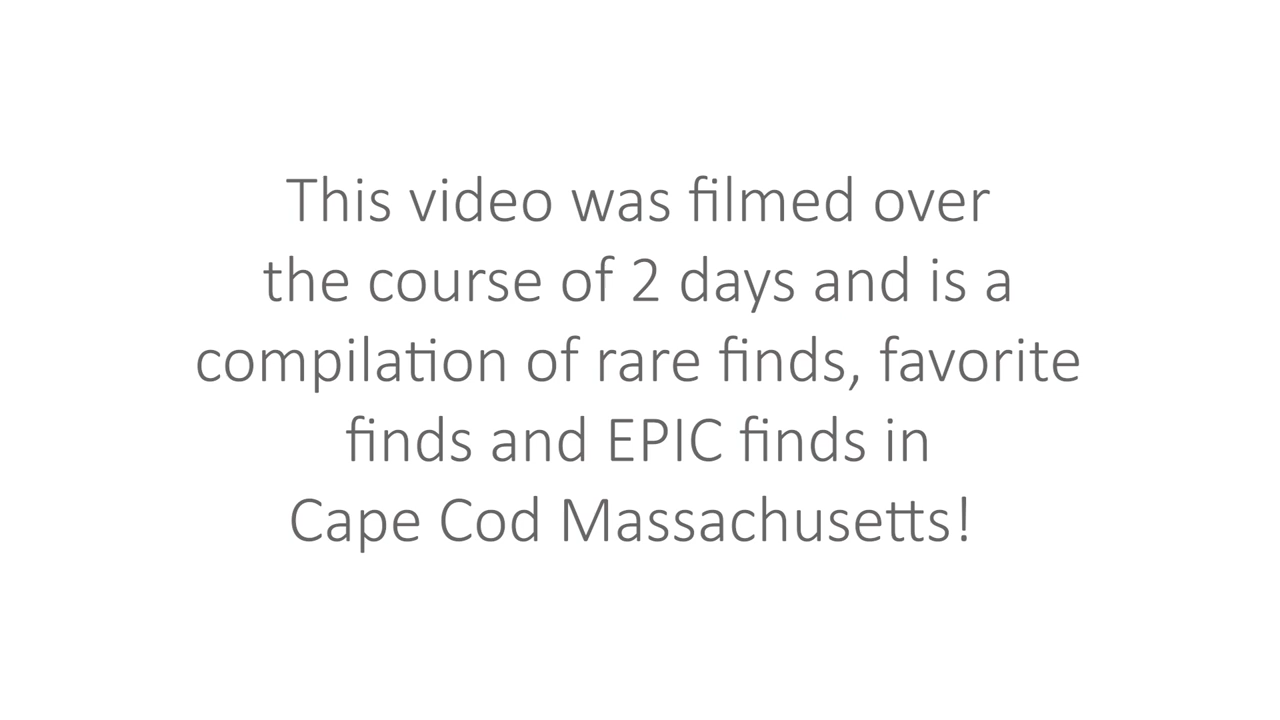 This video was filmed over
the course of 2 days and is a
compilation of rare finds, favorite
finds and EPIC finds in
Cape Cod Massachusetts!